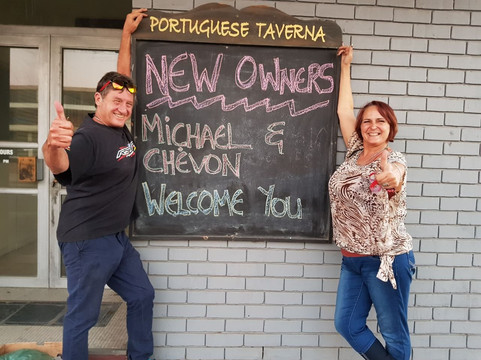 PORTUGUESE TAVERNA
NEW OWNERS
MICHAEL &
CHEVON
WELCOME YOU